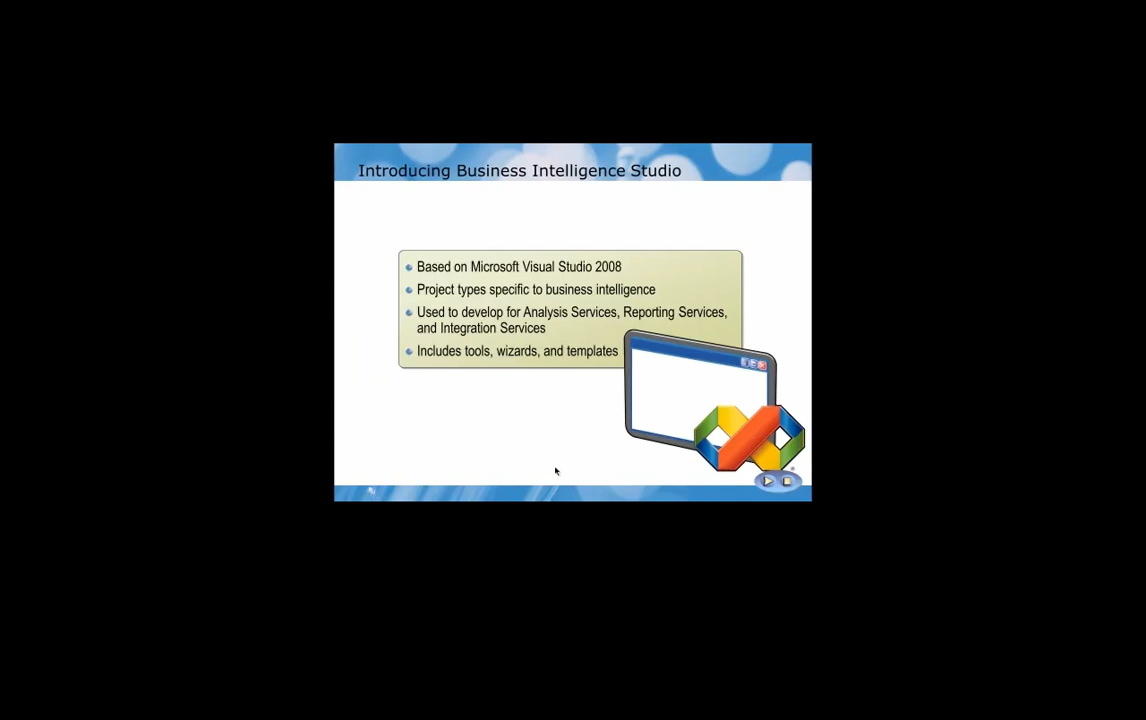 Introducing Business Intelligence Studio
Based on Microsoft Visual Studio 2008
Project types specific to business intelligence
Used to develop for Analysis Services, Reporting Services,
and Integration Services
Includes tools, wizards, and templates